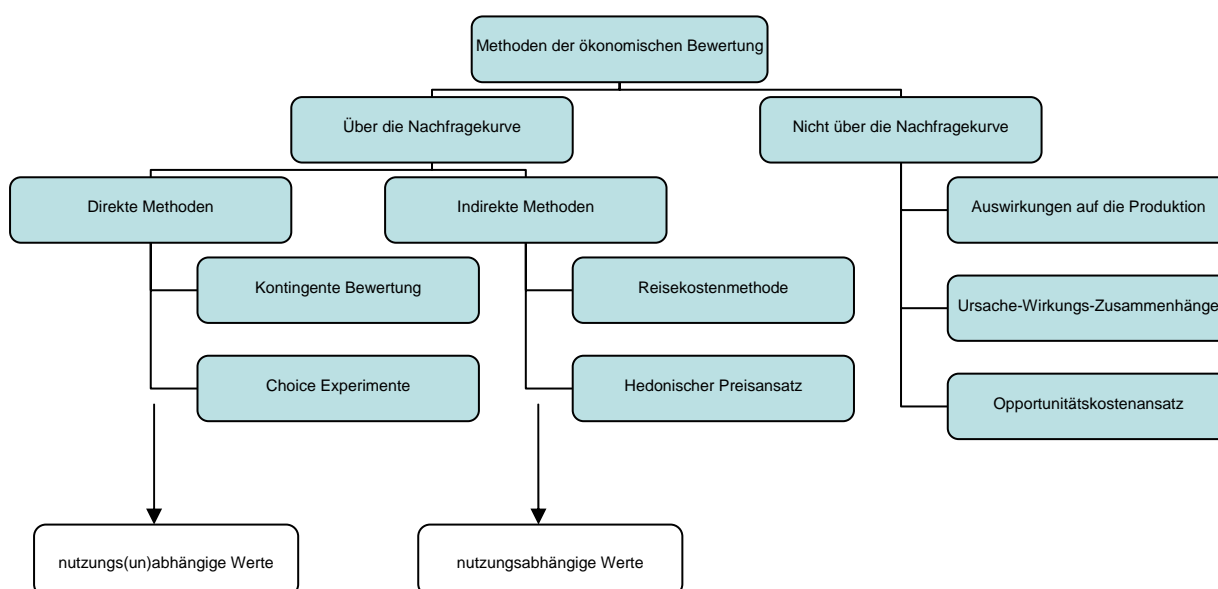 Methoden der ökonomischen Bewertung
Über die Nachfragekurve
Nicht über die Nachfragekurve
Direkte Methoden
Indirekte Methoden
Auswirkungen auf die Produktion
Kontingente Bewertung
Reisekostenmethode
Ursache-Wirkungs-Zusammenhänge
Choice Experimente
Hedonischer Preisansatz
Opportunitätskostenansatz
nutzungs(un)abhängige Werte
nutzungsabhängige Werte